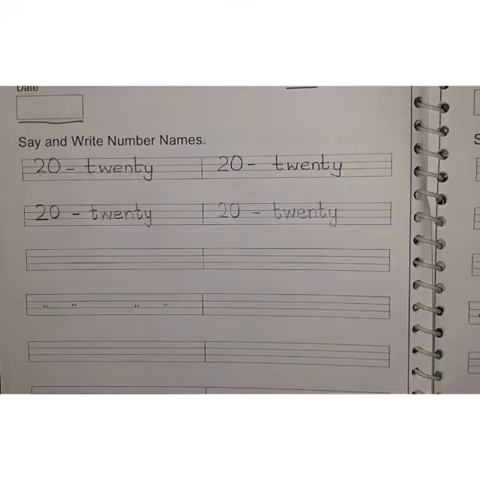 Date
Say and Write Number Names.
20 - twenty 20 - twenty
20 - twenty 20 - twenty
" " " "